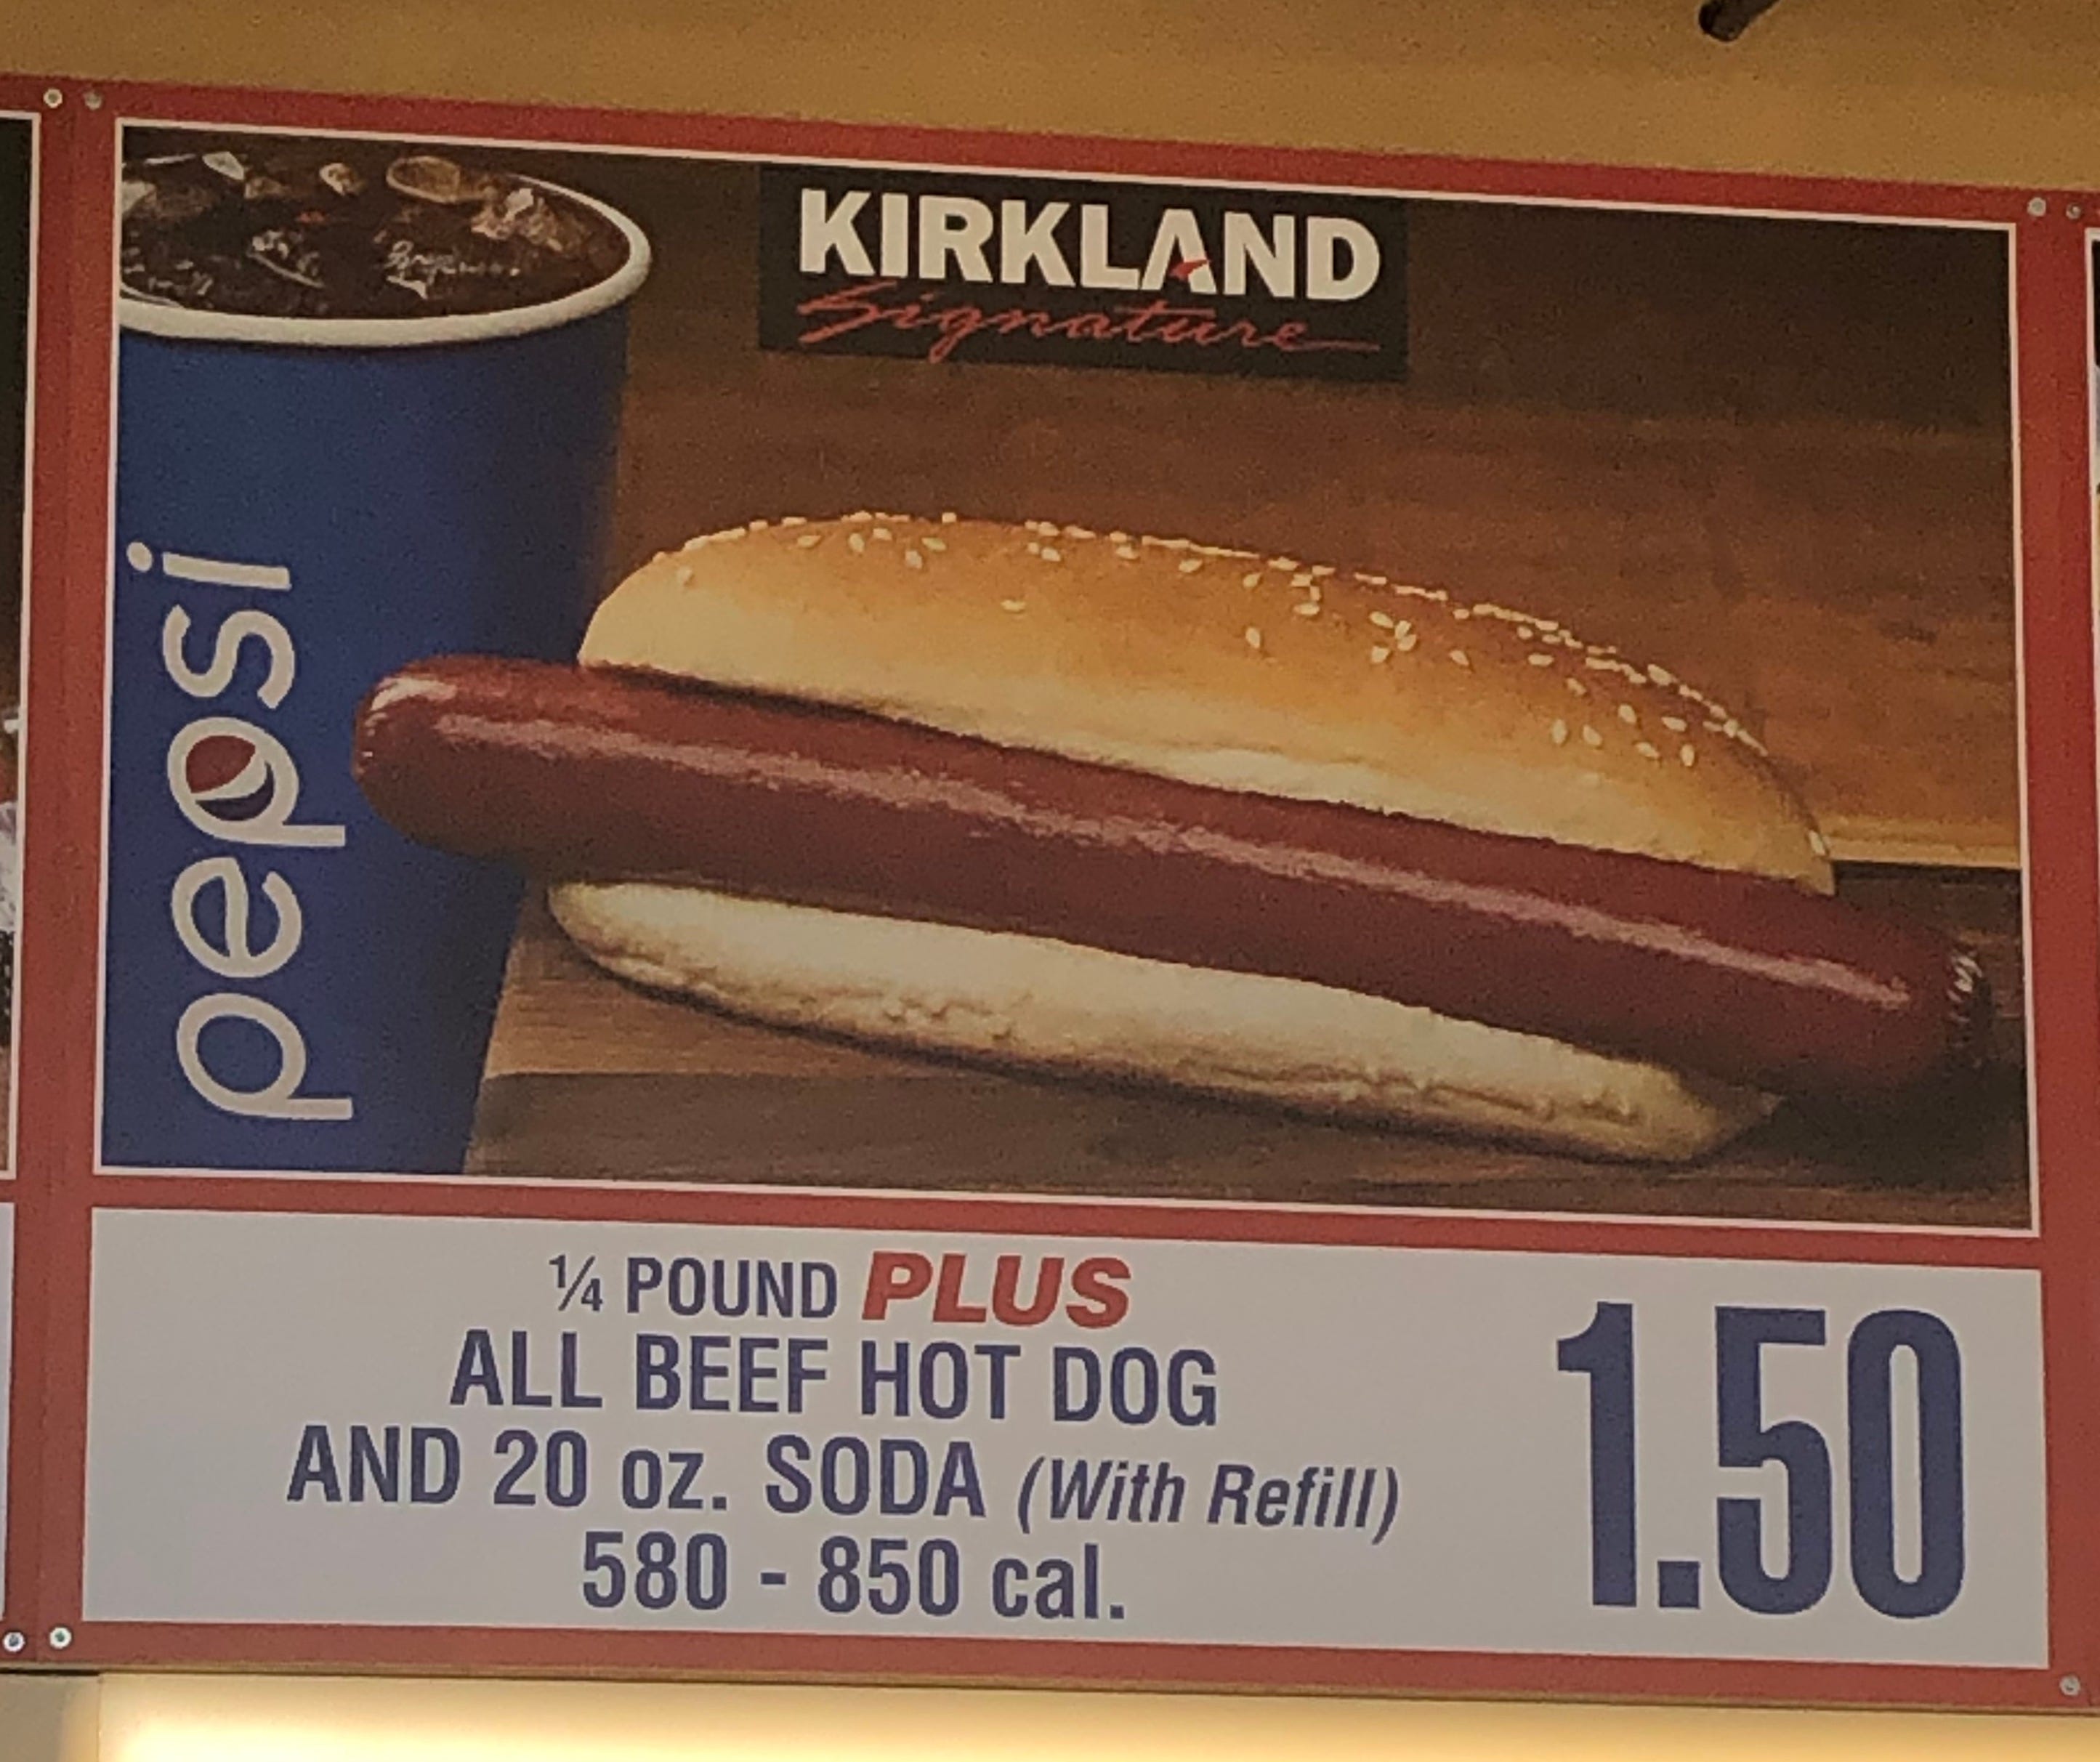 KIRKLAND
Signature
pepsi
¼ POUND PLUS
ALL BEEF HOT DOG
AND 20 oz. SODA (With Refill)
580 - 850 cal.
1.50